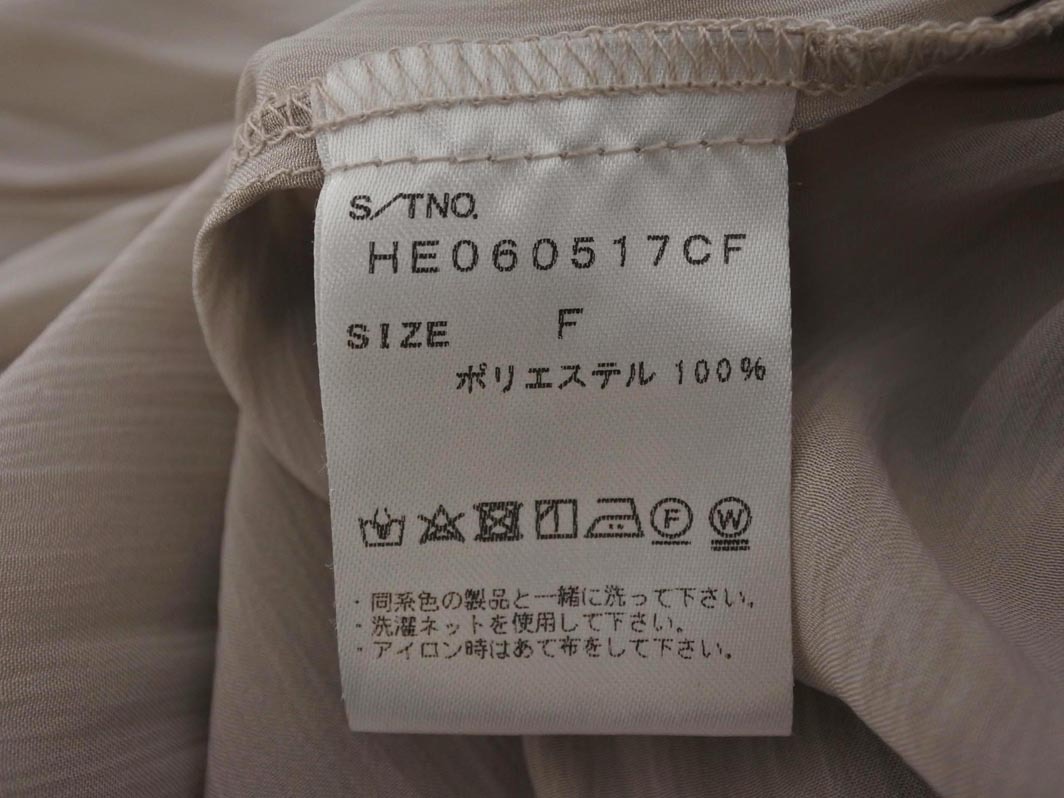 S/TNO.
HE060517CF
SIZE F
ポリエステル 100%
F W
・同系色の製品と一緒に洗って下さい。
・洗濯ネットを使用して下さい。
・アイロン時はあて布をして下さい。